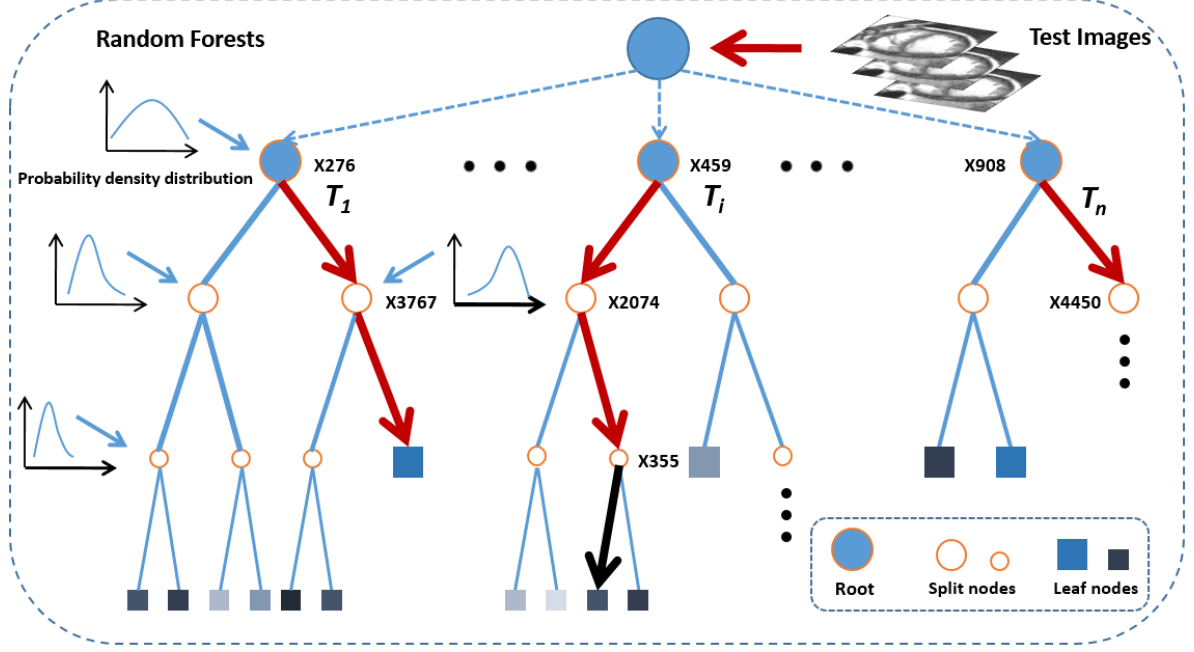 Random Forests
Test Images
X276
X459
X908
Probability density distribution
T1
Ti
Tn
X3767
X2074
X4450
X355
Root
Split nodes
Leaf nodes